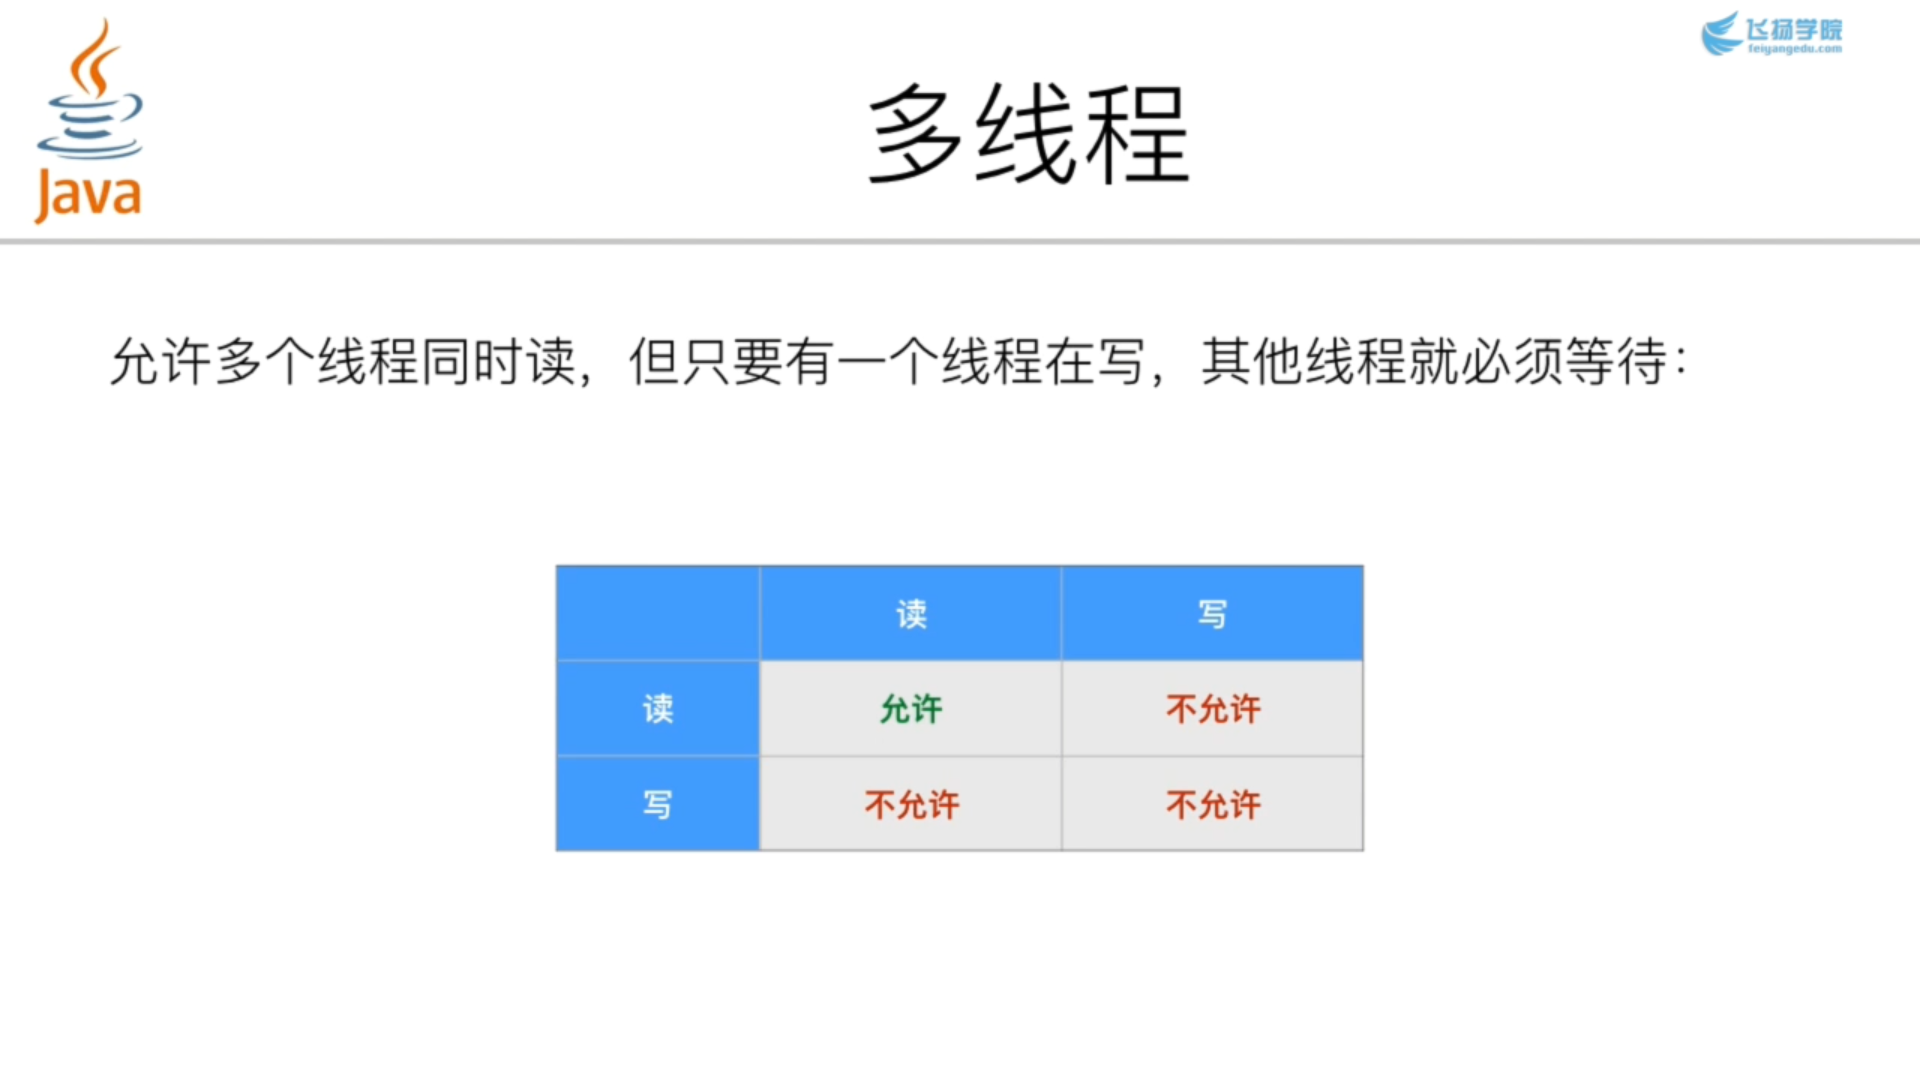 飞扬学院
feiyangedu.com
Java
多线程
允许多个线程同时读，但只要有一个线程在写，其他线程就必须等待：
读 写
读 允许 不允许
写 不允许 不允许